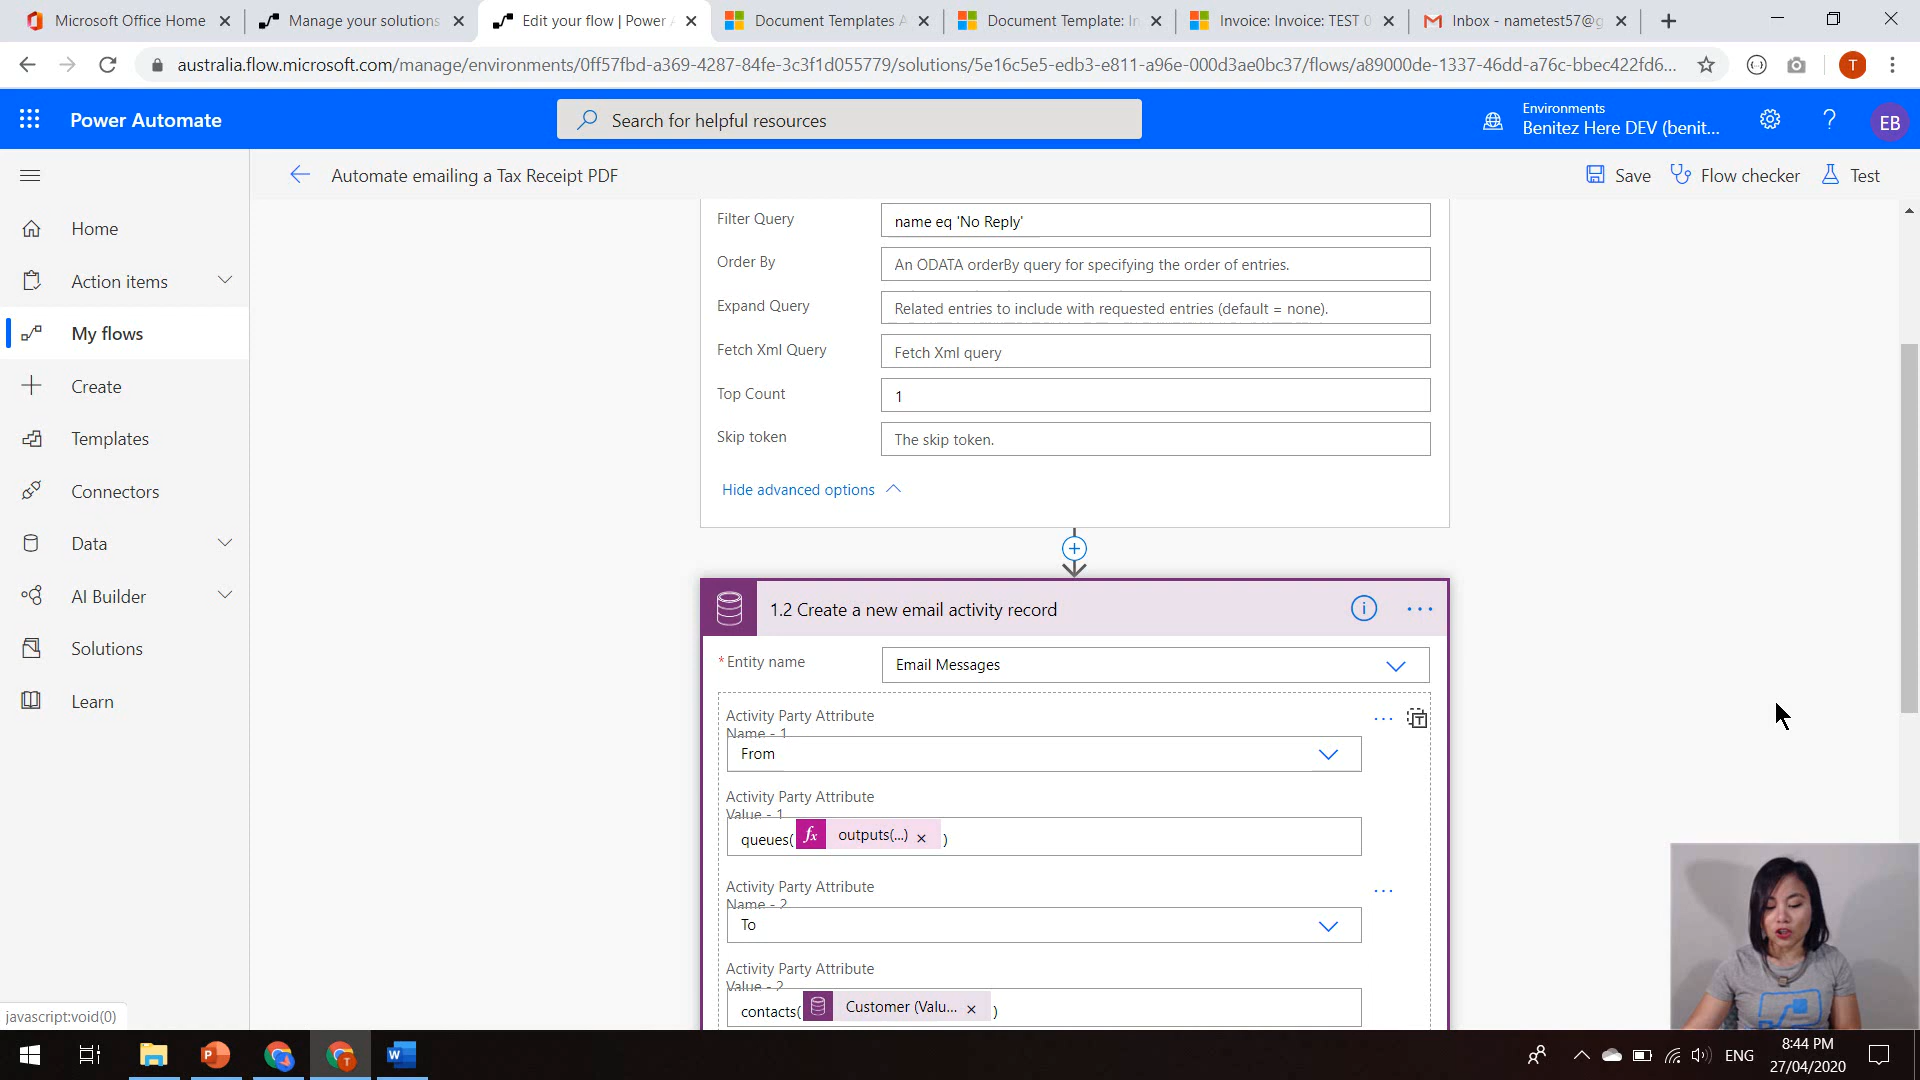 Microsoft Office Home
Manage your solutions
Edit your flow | Power
Document Templates
Document Template: In
Invoice: Invoice: TEST 0
Inbox - nametest57@g
australia.flow.microsoft.com/manage/environments/0ff57fbd-a369-4287-84fe-3c3f1d055779/solutions/5e16c5e5-edb3-e811-a96e-000d3ae0bc37/flows/a89000de-1337-46dd-a76c-bbec422fd6...
T
Power Automate
Search for helpful resources
Environments
Benitez Here DEV (benit...
?
EB
Automate emailing a Tax Receipt PDF
Save
Flow checker
Test
Home
Action items
My flows
Create
Templates
Connectors
Data
AI Builder
Solutions
Learn
Filter Query
name eq 'No Reply'
Order By
An ODATA orderBy query for specifying the order of entries.
Expand Query
Related entries to include with requested entries (default = none).
Fetch Xml Query
Fetch Xml query
Top Count
1
Skip token
The skip token.
Hide advanced options
1.2 Create a new email activity record
* Entity name
Email Messages
Activity Party Attribute
Name - 1
From
Activity Party Attribute
Value - 1
queues( fx outputs(...) × )
Activity Party Attribute
Name - 2
To
Activity Party Attribute
Value - 2
contacts( Customer (Valu... × )
javascript:void(0)
ENG
8:44 PM
27/04/2020